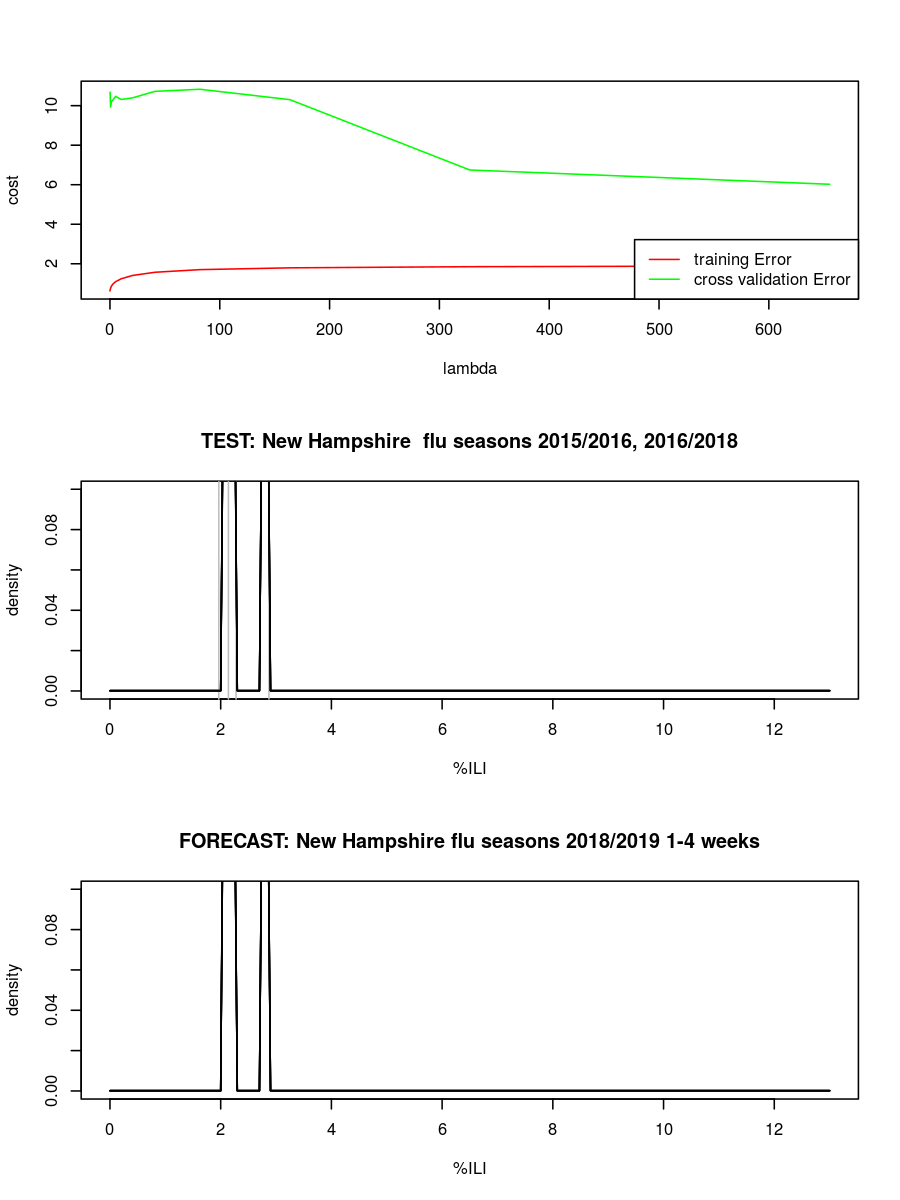 10
8
6
4
2
cost
training Error
cross validation Error
0 100 200 300 400 500 600
lambda
TEST: New Hampshire  flu seasons 2015/2016, 2016/2018
0.08
0.04
0.00
density
0 2 4 6 8 10 12
%ILI
FORECAST: New Hampshire flu seasons 2018/2019 1-4 weeks
0.08
0.04
0.00
density
0 2 4 6 8 10 12
%ILI